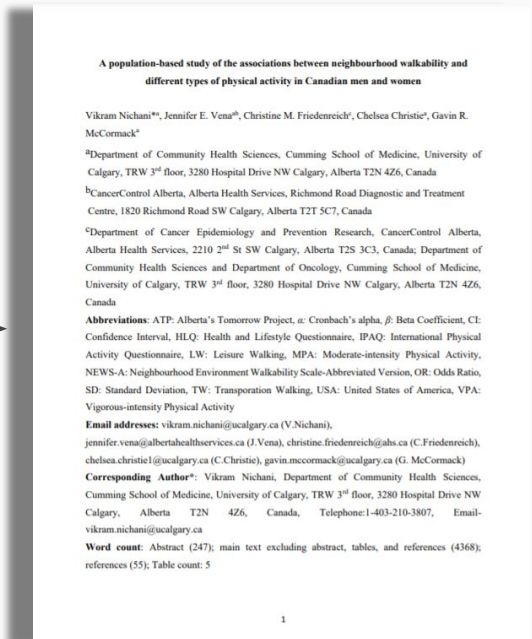 A population-based study of the associations between neighbourhood walkability and
different types of physical activity in Canadian men and women
Vikram Nichani*ᵃ, Jennifer E. Venaᵃᵇ, Christine M. Friedenreichᶜ, Chelsea Christieᵃ, Gavin R.
McCormackᵃ
ᵃDepartment of Community Health Sciences, Cumming School of Medicine, University of
Calgary, TRW 3ʳᵈ floor, 3280 Hospital Drive NW Calgary, Alberta T2N 4Z6, Canada
ᵇCancerControl Alberta, Alberta Health Services, Richmond Road Diagnostic and Treatment
Centre, 1820 Richmond Road SW Calgary, Alberta T2T 5C7, Canada
ᶜDepartment of Cancer Epidemiology and Prevention Research, CancerControl Alberta,
Alberta Health Services, 2210 2ⁿᵈ St SW Calgary, Alberta T2S 3C3, Canada; Department of
Community Health Sciences and Department of Oncology, Cumming School of Medicine,
University of Calgary, TRW 3ʳᵈ floor, 3280 Hospital Drive NW Calgary, Alberta T2N 4Z6,
Canada
Abbreviations: ATP: Alberta's Tomorrow Project, α: Cronbach's alpha, β: Beta Coefficient, CI:
Confidence Interval, HLQ: Health and Lifestyle Questionnaire, IPAQ: International Physical
Activity Questionnaire, LW: Leisure Walking, MPA: Moderate-intensity Physical Activity,
NEWS-A: Neighbourhood Environment Walkability Scale-Abbreviated Version, OR: Odds Ratio,
SD: Standard Deviation, TW: Transporation Walking, USA: United States of America, VPA:
Vigorous-intensity Physical Activity
Email addresses: vikram.nichani@ucalgary.ca (V.Nichani),
jennifer.vena@albertahealthservices.ca (J.Vena), christine.friedenreich@ahs.ca (C.Friedenreich),
chelsea.christie1@ucalgary.ca (C.Christie), gavin.mccormack@ucalgary.ca (G. McCormack)
Corresponding Author*: Vikram Nichani, Department of Community Health Sciences,
Cumming School of Medicine, University of Calgary, TRW 3ʳᵈ floor, 3280 Hospital Drive NW
Calgary, Alberta T2N 4Z6, Canada, Telephone:1-403-210-3807, Email-
vikram.nichani@ucalgary.ca
Word count: Abstract (247); main text excluding abstract, tables, and references (4368);
references (55); Table count: 5
1